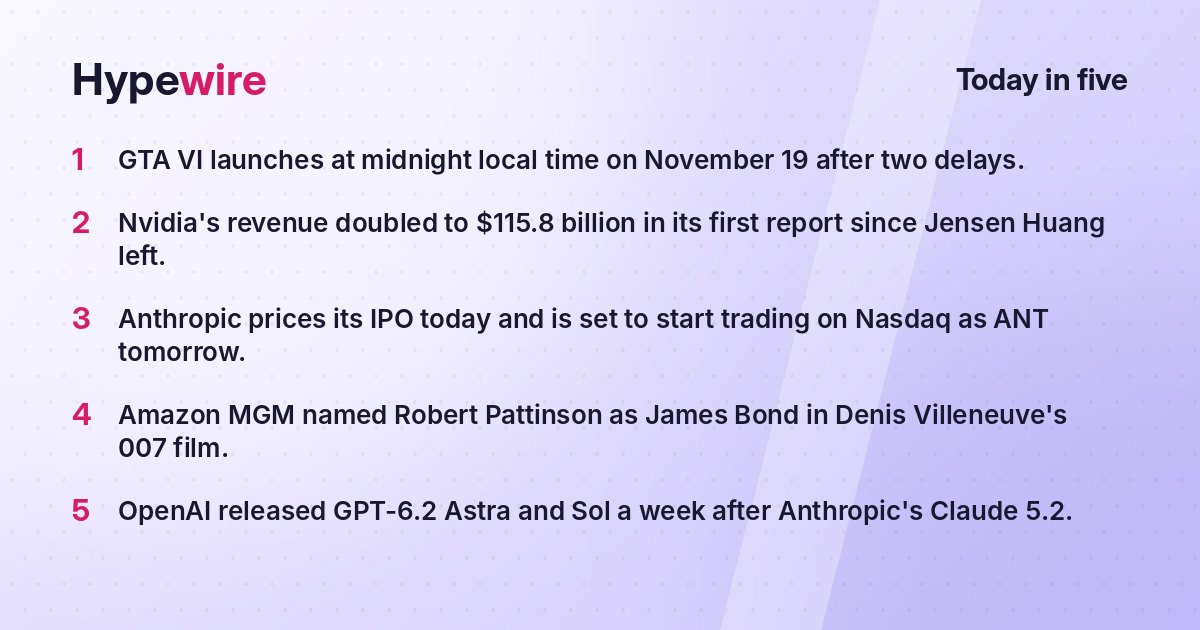 Hypewire
Today in five
1 GTA VI launches at midnight local time on November 19 after two delays.
2 Nvidia's revenue doubled to $115.8 billion in its first report since Jensen Huang
left.
3 Anthropic prices its IPO today and is set to start trading on Nasdaq as ANT
tomorrow.
4 Amazon MGM named Robert Pattinson as James Bond in Denis Villeneuve's
007 film.
5 OpenAI released GPT-6.2 Astra and Sol a week after Anthropic's Claude 5.2.